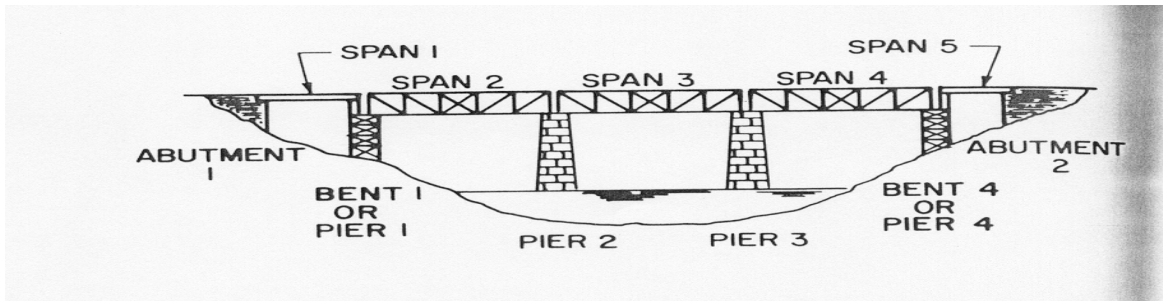 SPAN 1
SPAN 5
SPAN 2
SPAN 3
SPAN 4
ABUTMENT
1
ABUTMENT
2
BENT 1
OR
PIER 1
BENT 4
OR
PIER 4
PIER 2
PIER 3